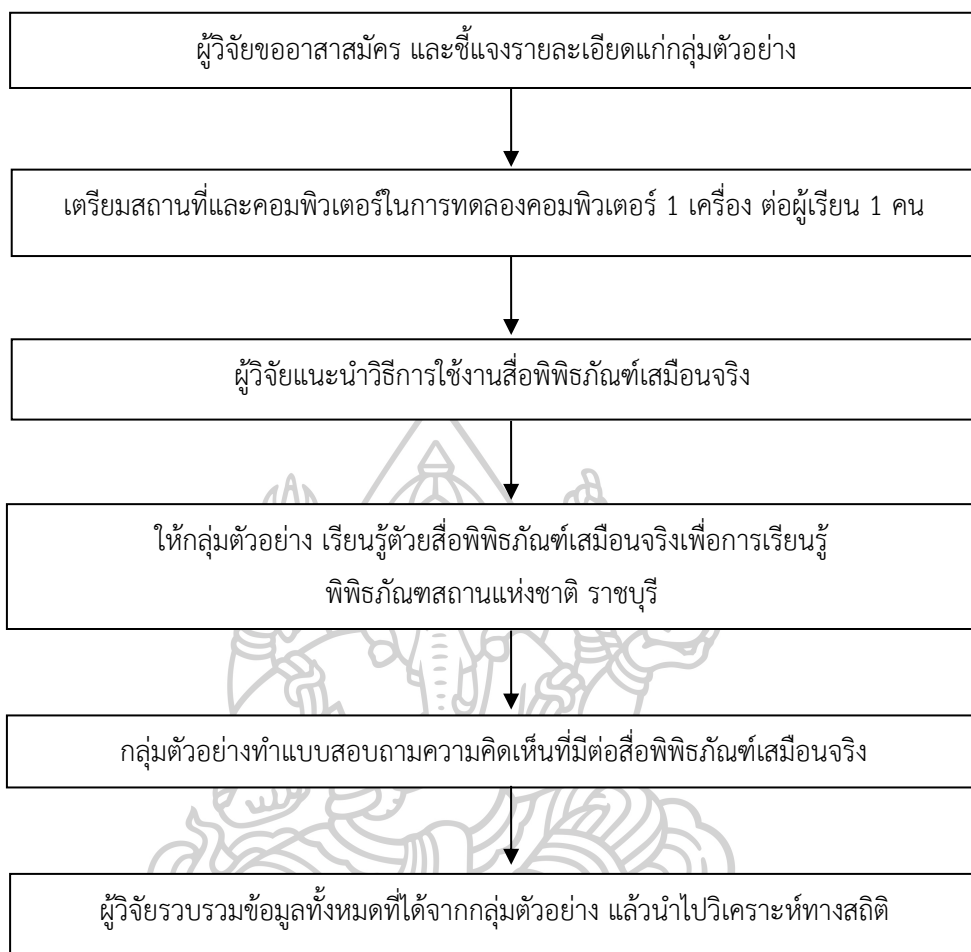 ผู้วิจัยขออาสาสมัคร และชี้แจงรายละเอียดแก่กลุ่มตัวอย่าง
เตรียมสถานที่และคอมพิวเตอร์ในการทดลองคอมพิวเตอร์ 1 เครื่อง ต่อผู้เรียน 1 คน
ผู้วิจัยแนะนำวิธีการใช้งานสื่อพิพิธภัณฑ์เสมือนจริง
ให้กลุ่มตัวอย่าง เรียนรู้ตัวยสื่อพิพิธภัณฑ์เสมือนจริงเพื่อการเรียนรู้
พิพิธภัณฑสถานแห่งชาติ ราชบุรี
กลุ่มตัวอย่างทำแบบสอบถามความคิดเห็นที่มีต่อสื่อพิพิธภัณฑ์เสมือนจริง
ผู้วิจัยรวบรวมข้อมูลทั้งหมดที่ได้จากกลุ่มตัวอย่าง แล้วนำไปวิเคราะห์ทางสถิติ